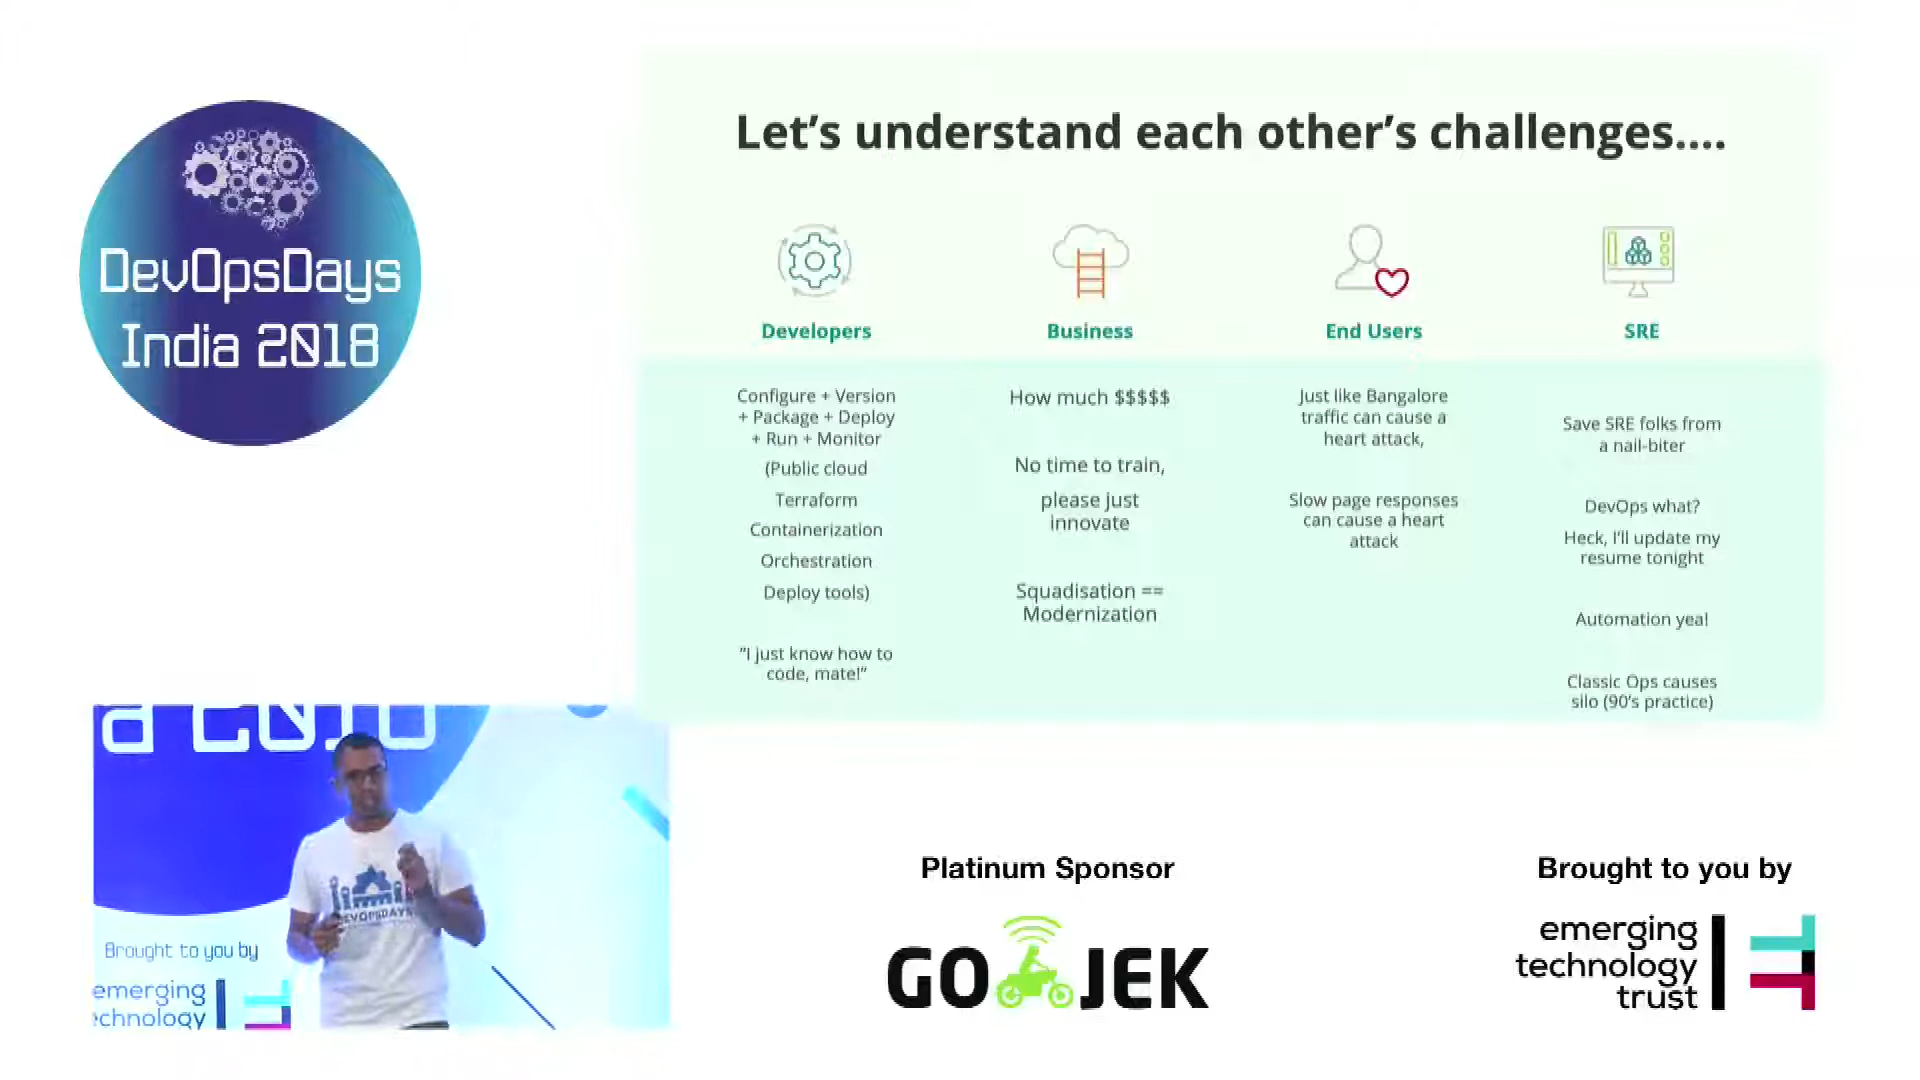 DevOpsDays
India 2018
Let’s understand each other’s challenges....
Developers
Configure + Version
+ Package + Deploy
+ Run + Monitor
(Public cloud
Terraform
Containerization
Orchestration
Deploy tools)
“I just know how to
code, mate!”
Business
How much $$$$$
No time to train,
please just
innovate
Squadisation ==
Modernization
End Users
Just like Bangalore
traffic can cause a
heart attack,
Slow page responses
can cause a heart
attack
SRE
Save SRE folks from
a nail-biter
DevOps what?
Heck, I’ll update my
resume tonight
Automation yea!
Classic Ops causes
silo (90’s practice)
a 2018
DEVOPSDAYS
Brought to you by
emerging
technology
Platinum Sponsor
GO JEK
Brought to you by
emerging
technology
trust